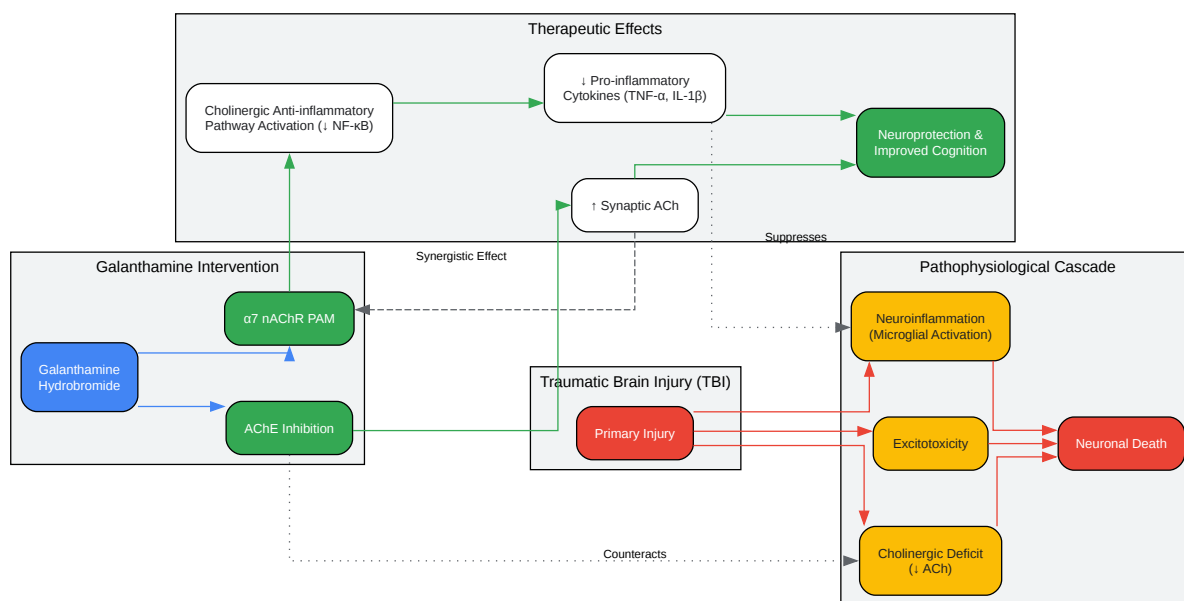 Therapeutic Effects
↓ Pro-inflammatory
Cytokines (TNF-α, IL-1β)
Cholinergic Anti-inflammatory
Pathway Activation (↓ NF-κB)
Neuroprotection &
Improved Cognition
↑ Synaptic ACh
Suppresses
Synergistic Effect
Galanthamine Intervention
α7 nAChR PAM
Galanthamine
Hydrobromide
AChE Inhibition
Traumatic Brain Injury (TBI)
Primary Injury
Pathophysiological Cascade
Neuroinflammation
(Microglial Activation)
Excitotoxicity
Neuronal Death
Cholinergic Deficit
(↓ ACh)
Counteracts